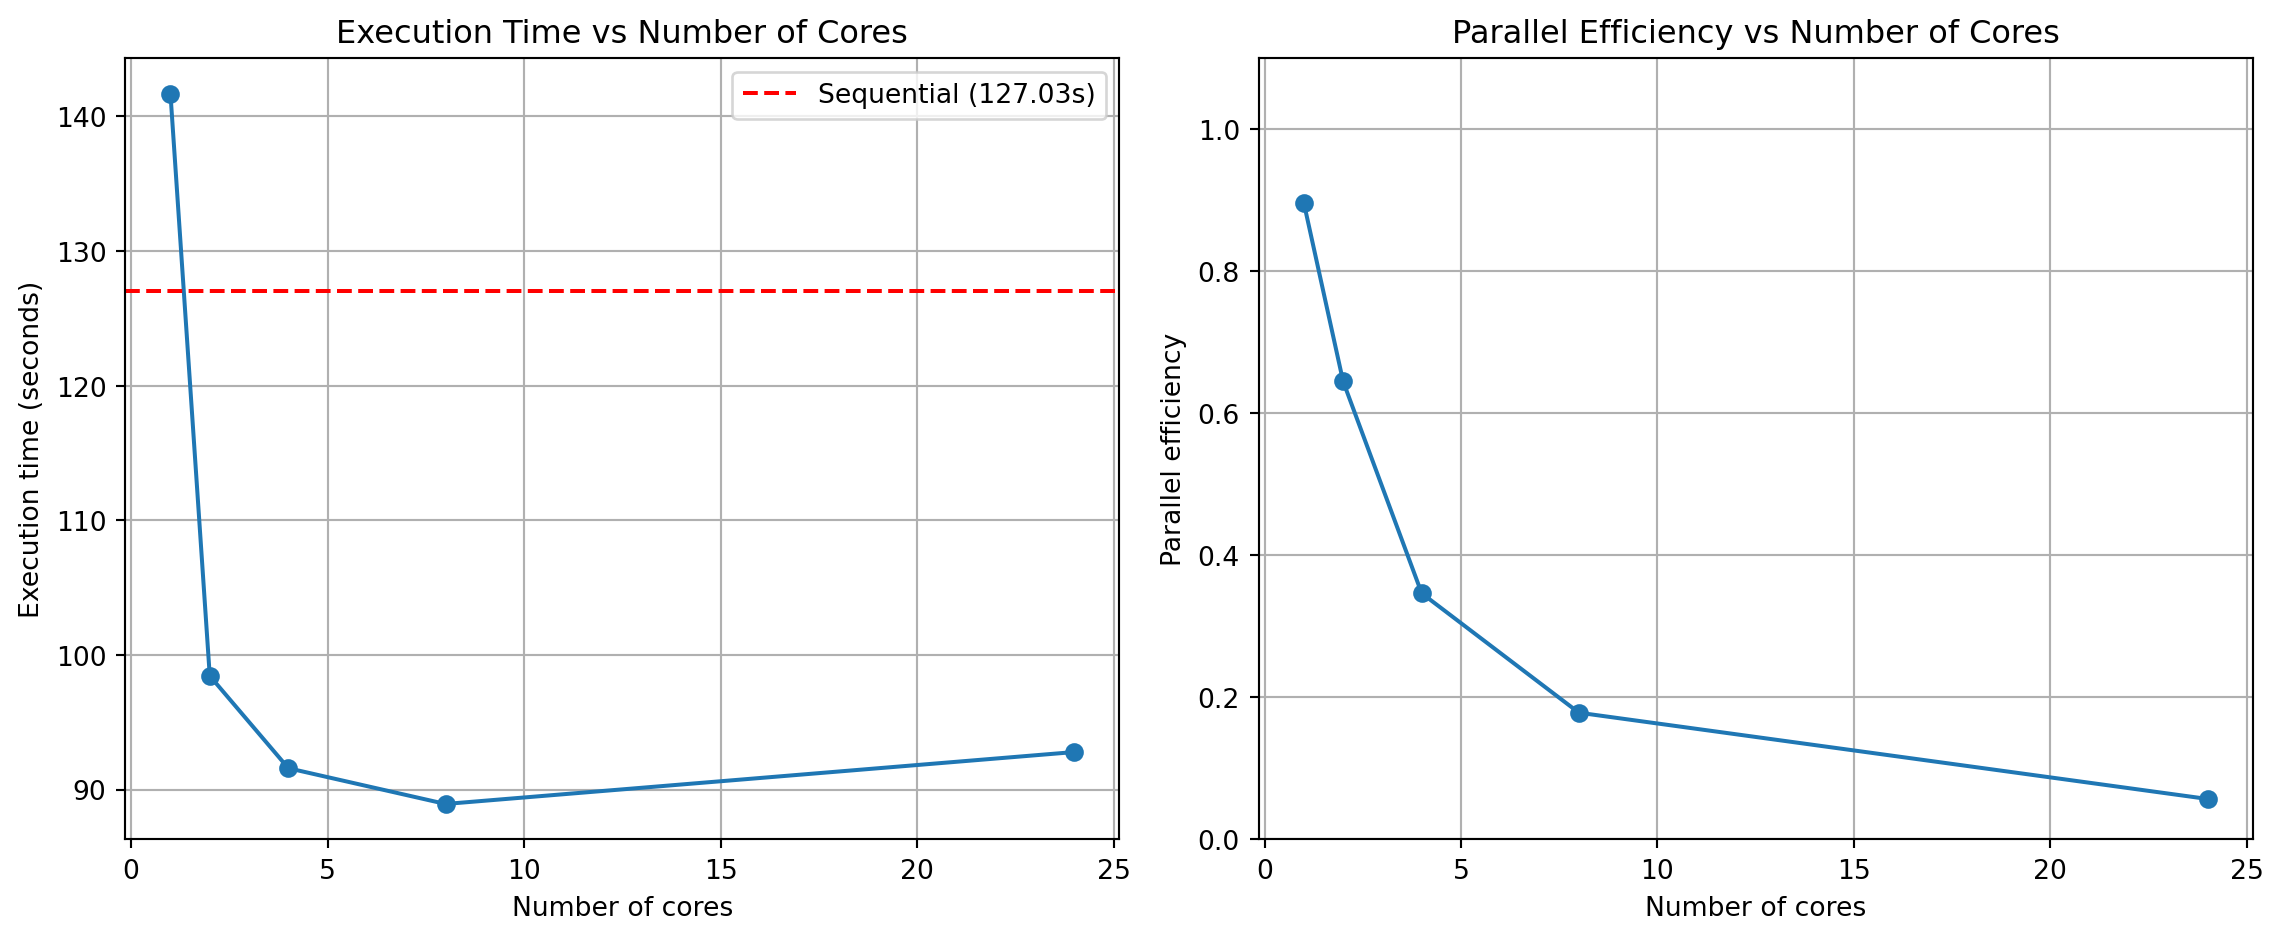 Execution Time vs Number of Cores
Sequential (127.03s)
140
130
120
110
100
90
Execution time (seconds)
0 5 10 15 20 25
Number of cores
Parallel Efficiency vs Number of Cores
1.0
0.8
0.6
0.4
0.2
0.0
Parallel efficiency
0 5 10 15 20 25
Number of cores